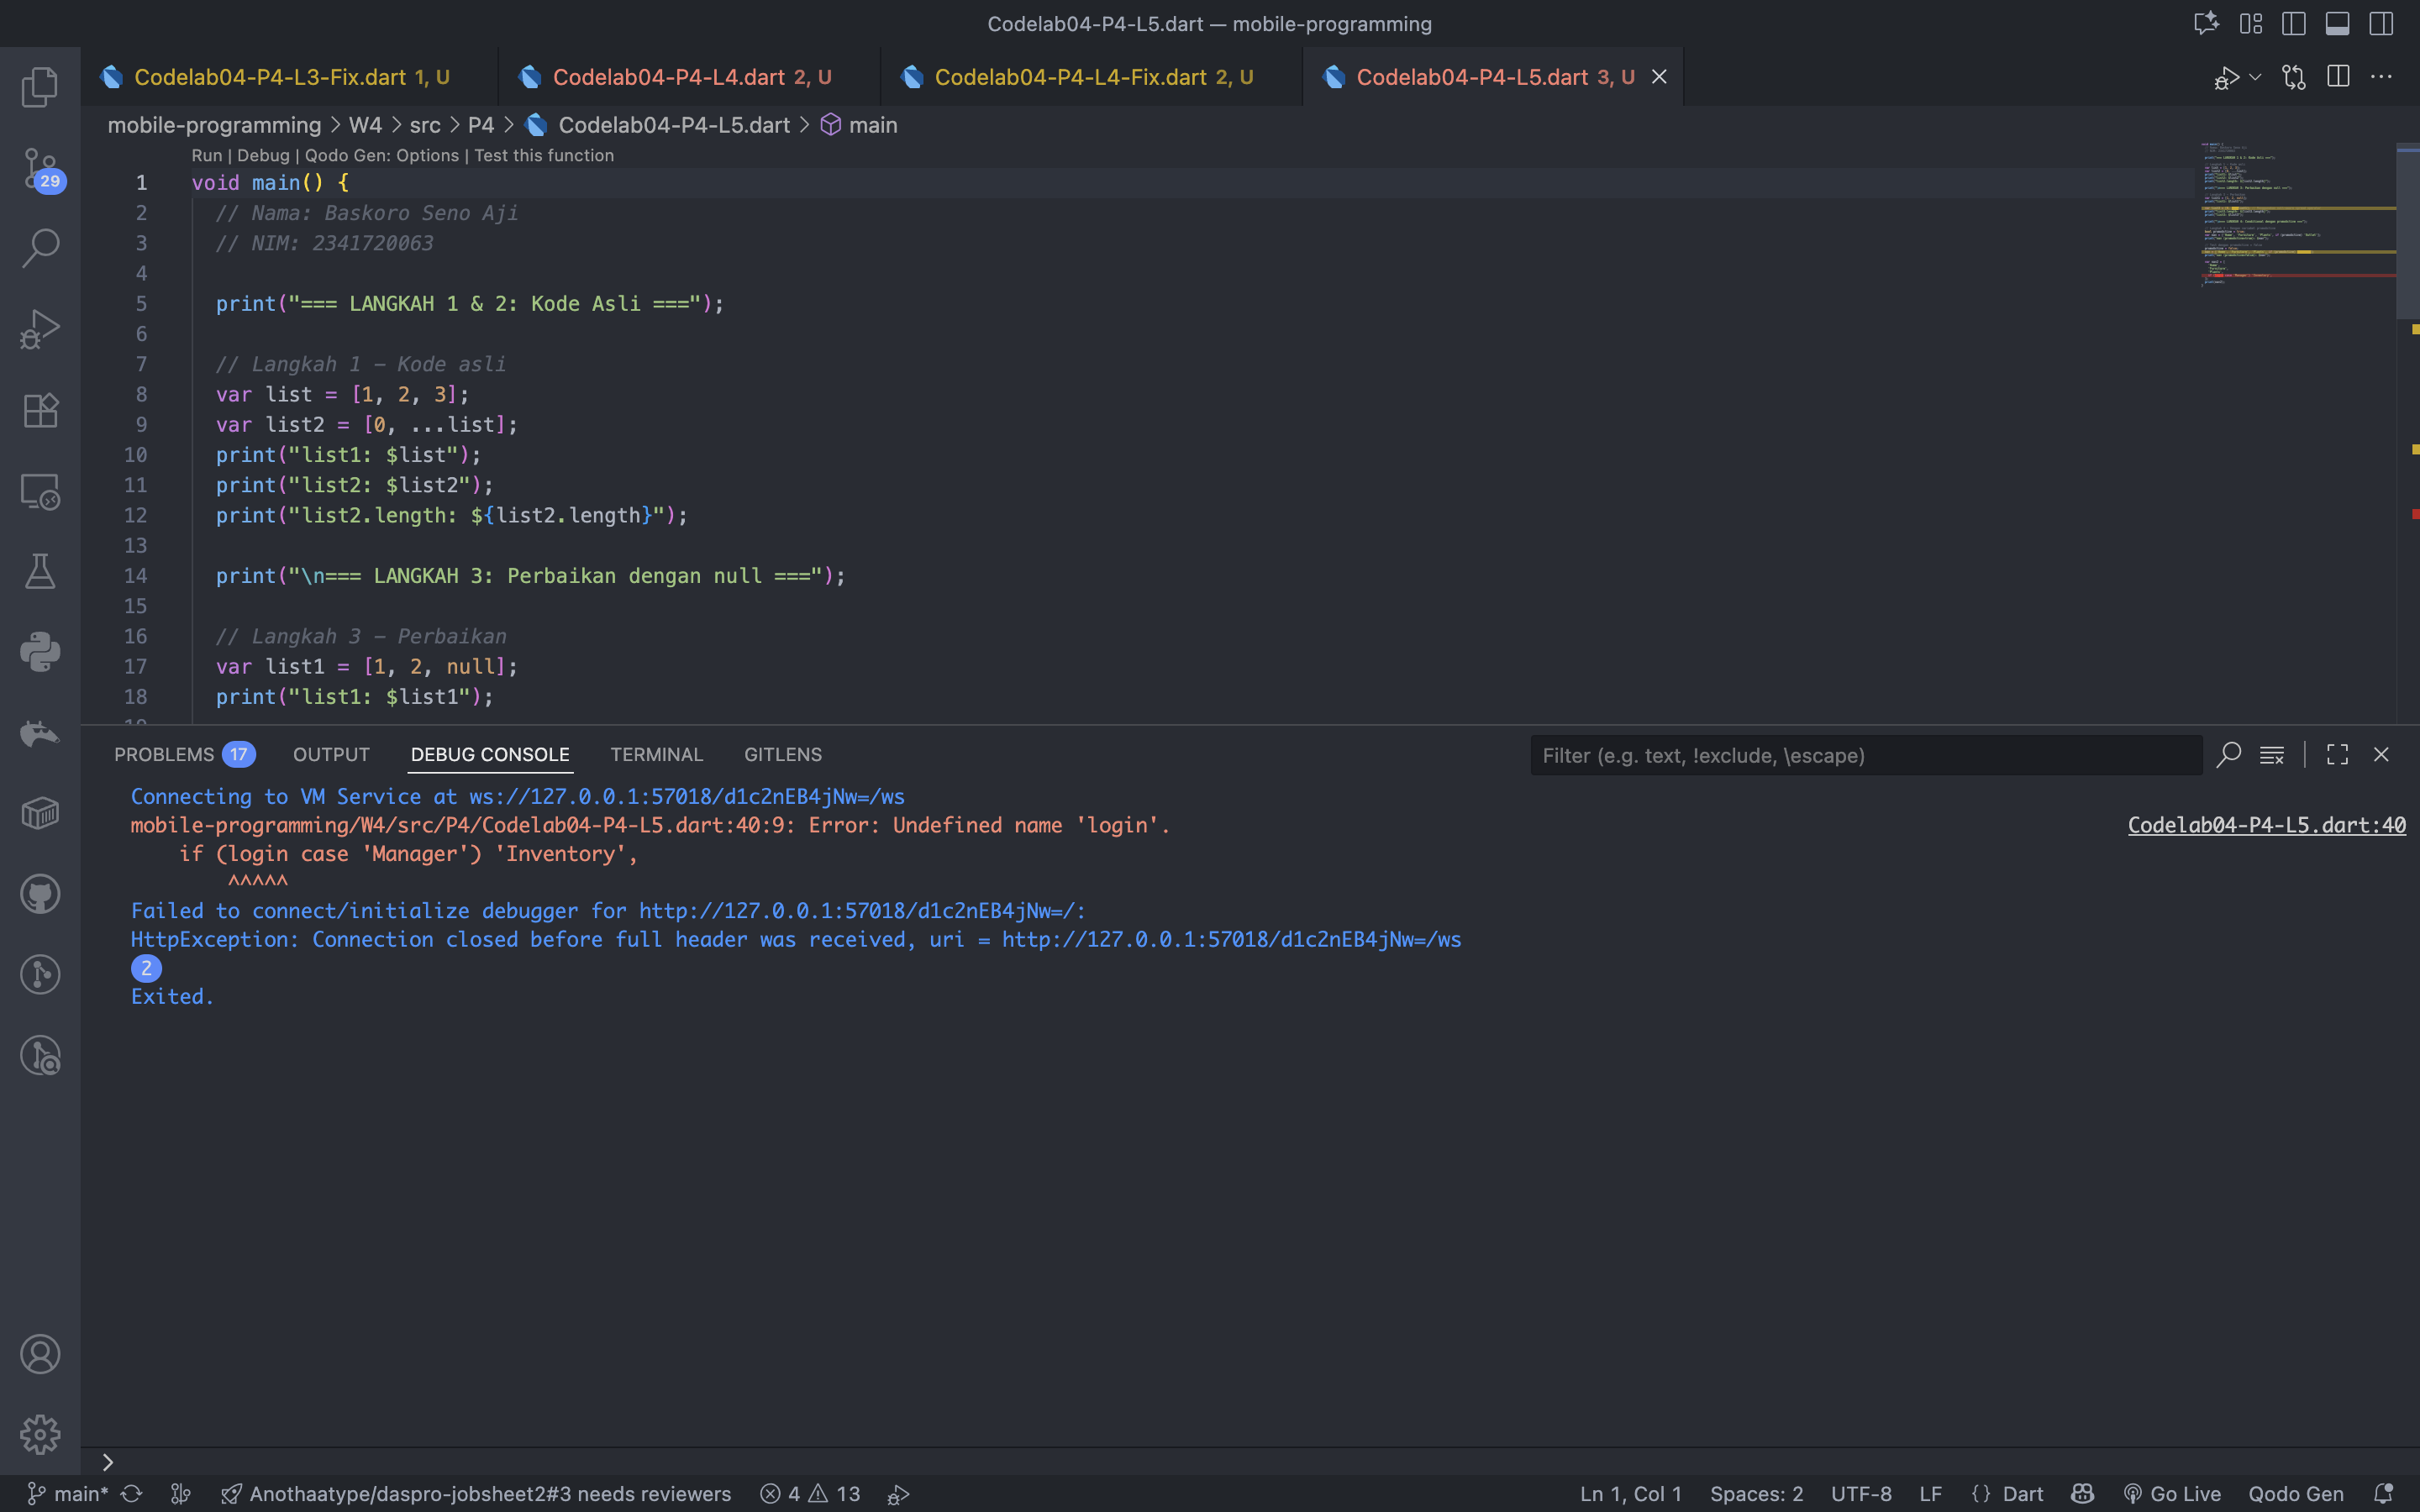 Codelab04-P4-L5.dart — mobile-programming
Codelab04-P4-L3-Fix.dart 1, U
Codelab04-P4-L4.dart 2, U
Codelab04-P4-L4-Fix.dart 2, U
Codelab04-P4-L5.dart 3, U
mobile-programming > W4 > src > P4 > Codelab04-P4-L5.dart > main
Run | Debug | Qodo Gen: Options | Test this function
1 void main() {
2 // Nama: Baskoro Seno Aji
3 // NIM: 2341720063
4
5 print("=== LANGKAH 1 & 2: Kode Asli ===");
6
7 // Langkah 1 - Kode asli
8 var list = [1, 2, 3];
9 var list2 = [0, ...list];
10 print("list1: $list");
11 print("list2: $list2");
12 print("list2.length: ${list2.length}");
13
14 print("\n=== LANGKAH 3: Perbaikan dengan null ===");
15
16 // Langkah 3 - Perbaikan
17 var list1 = [1, 2, null];
18 print("list1: $list1");
29
PROBLEMS 17
OUTPUT
DEBUG CONSOLE
TERMINAL
GITLENS
Filter (e.g. text, !exclude, \escape)
Connecting to VM Service at ws://127.0.0.1:57018/d1c2nEB4jNw=/ws
mobile-programming/W4/src/P4/Codelab04-P4-L5.dart:40:9: Error: Undefined name 'login'.
Codelab04-P4-L5.dart:40
if (login case 'Manager') 'Inventory',
^^^^^
Failed to connect/initialize debugger for http://127.0.0.1:57018/d1c2nEB4jNw=/:
HttpException: Connection closed before full header was received, uri = http://127.0.0.1:57018/d1c2nEB4jNw=/ws
2
Exited.
main*
Anothaatype/daspro-jobsheet2#3 needs reviewers
4
13
Ln 1, Col 1
Spaces: 2
UTF-8
LF
{} Dart
Go Live
Qodo Gen